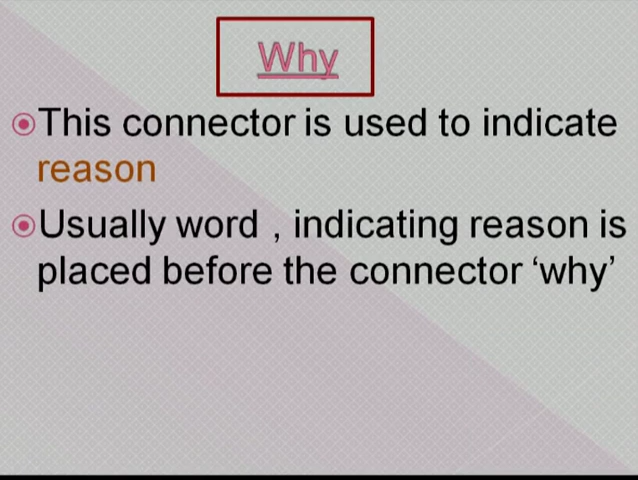 Why
This connector is used to indicate
reason
Usually word , indicating reason is
placed before the connector ‘why’